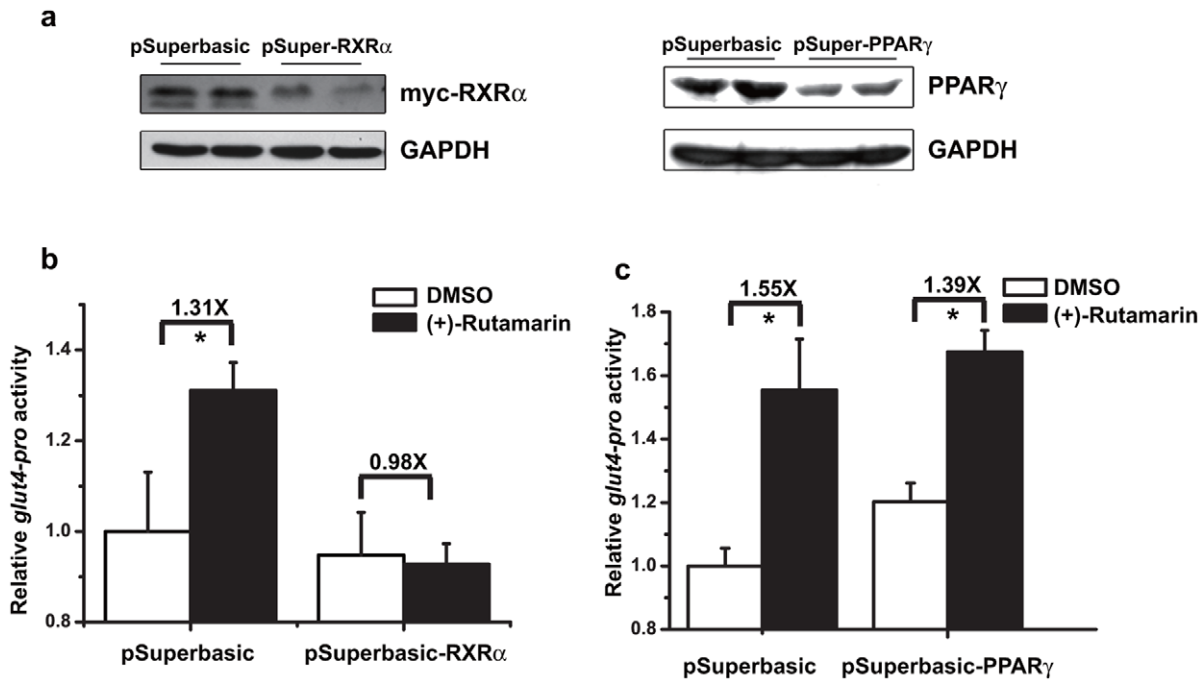 a
pSuperbasic pSuper-RXRα
myc-RXRα
GAPDH
pSuperbasic pSuper-PPARγ
PPARγ
GAPDH
b
DMSO
(+)-Rutamarin
1.31X
*
0.98X
Relative glut4-pro activity
1.4
1.2
1.0
0.8
pSuperbasic
pSuperbasic-RXRα
c
DMSO
(+)-Rutamarin
1.55X
*
1.39X
*
Relative glut4-pro activity
1.8
1.6
1.4
1.2
1.0
0.8
pSuperbasic
pSuperbasic-PPARγ